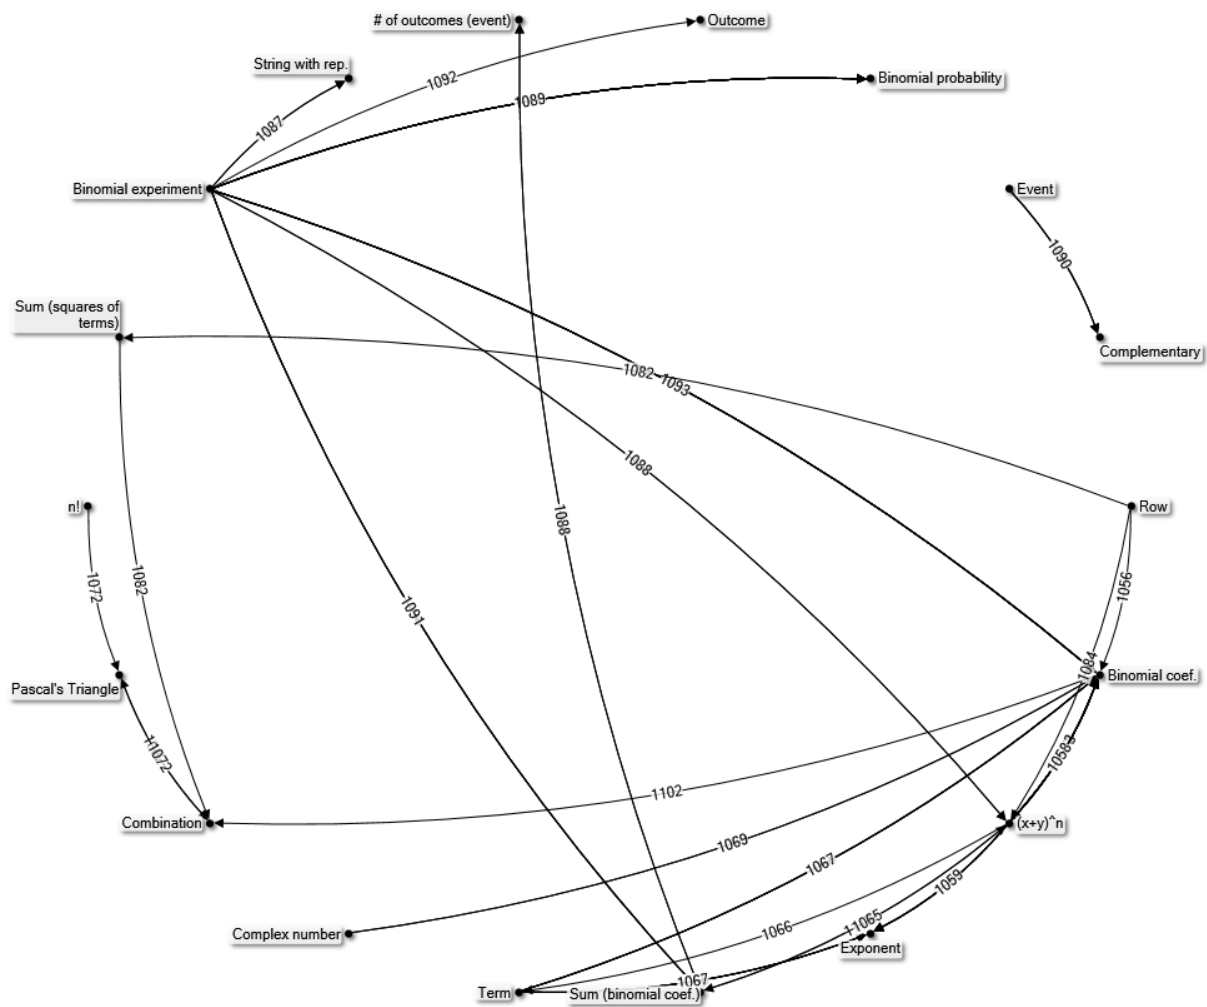 # of outcomes (event)
Outcome
String with rep.
Binomial probability
1092
1089
1087
Binomial experiment
Event
1090
Sum (squares of
terms)
Complementary
1082
1093
1088
n!
Row
1088
1082
1072
1056
1091
1084
Pascal's Triangle
Binomial coef.
1072
1102
Combination
(x+y)^n
1069
1067
1059
1065
1066
Complex number
Exponent
1067
Term
Sum (binomial coef.)